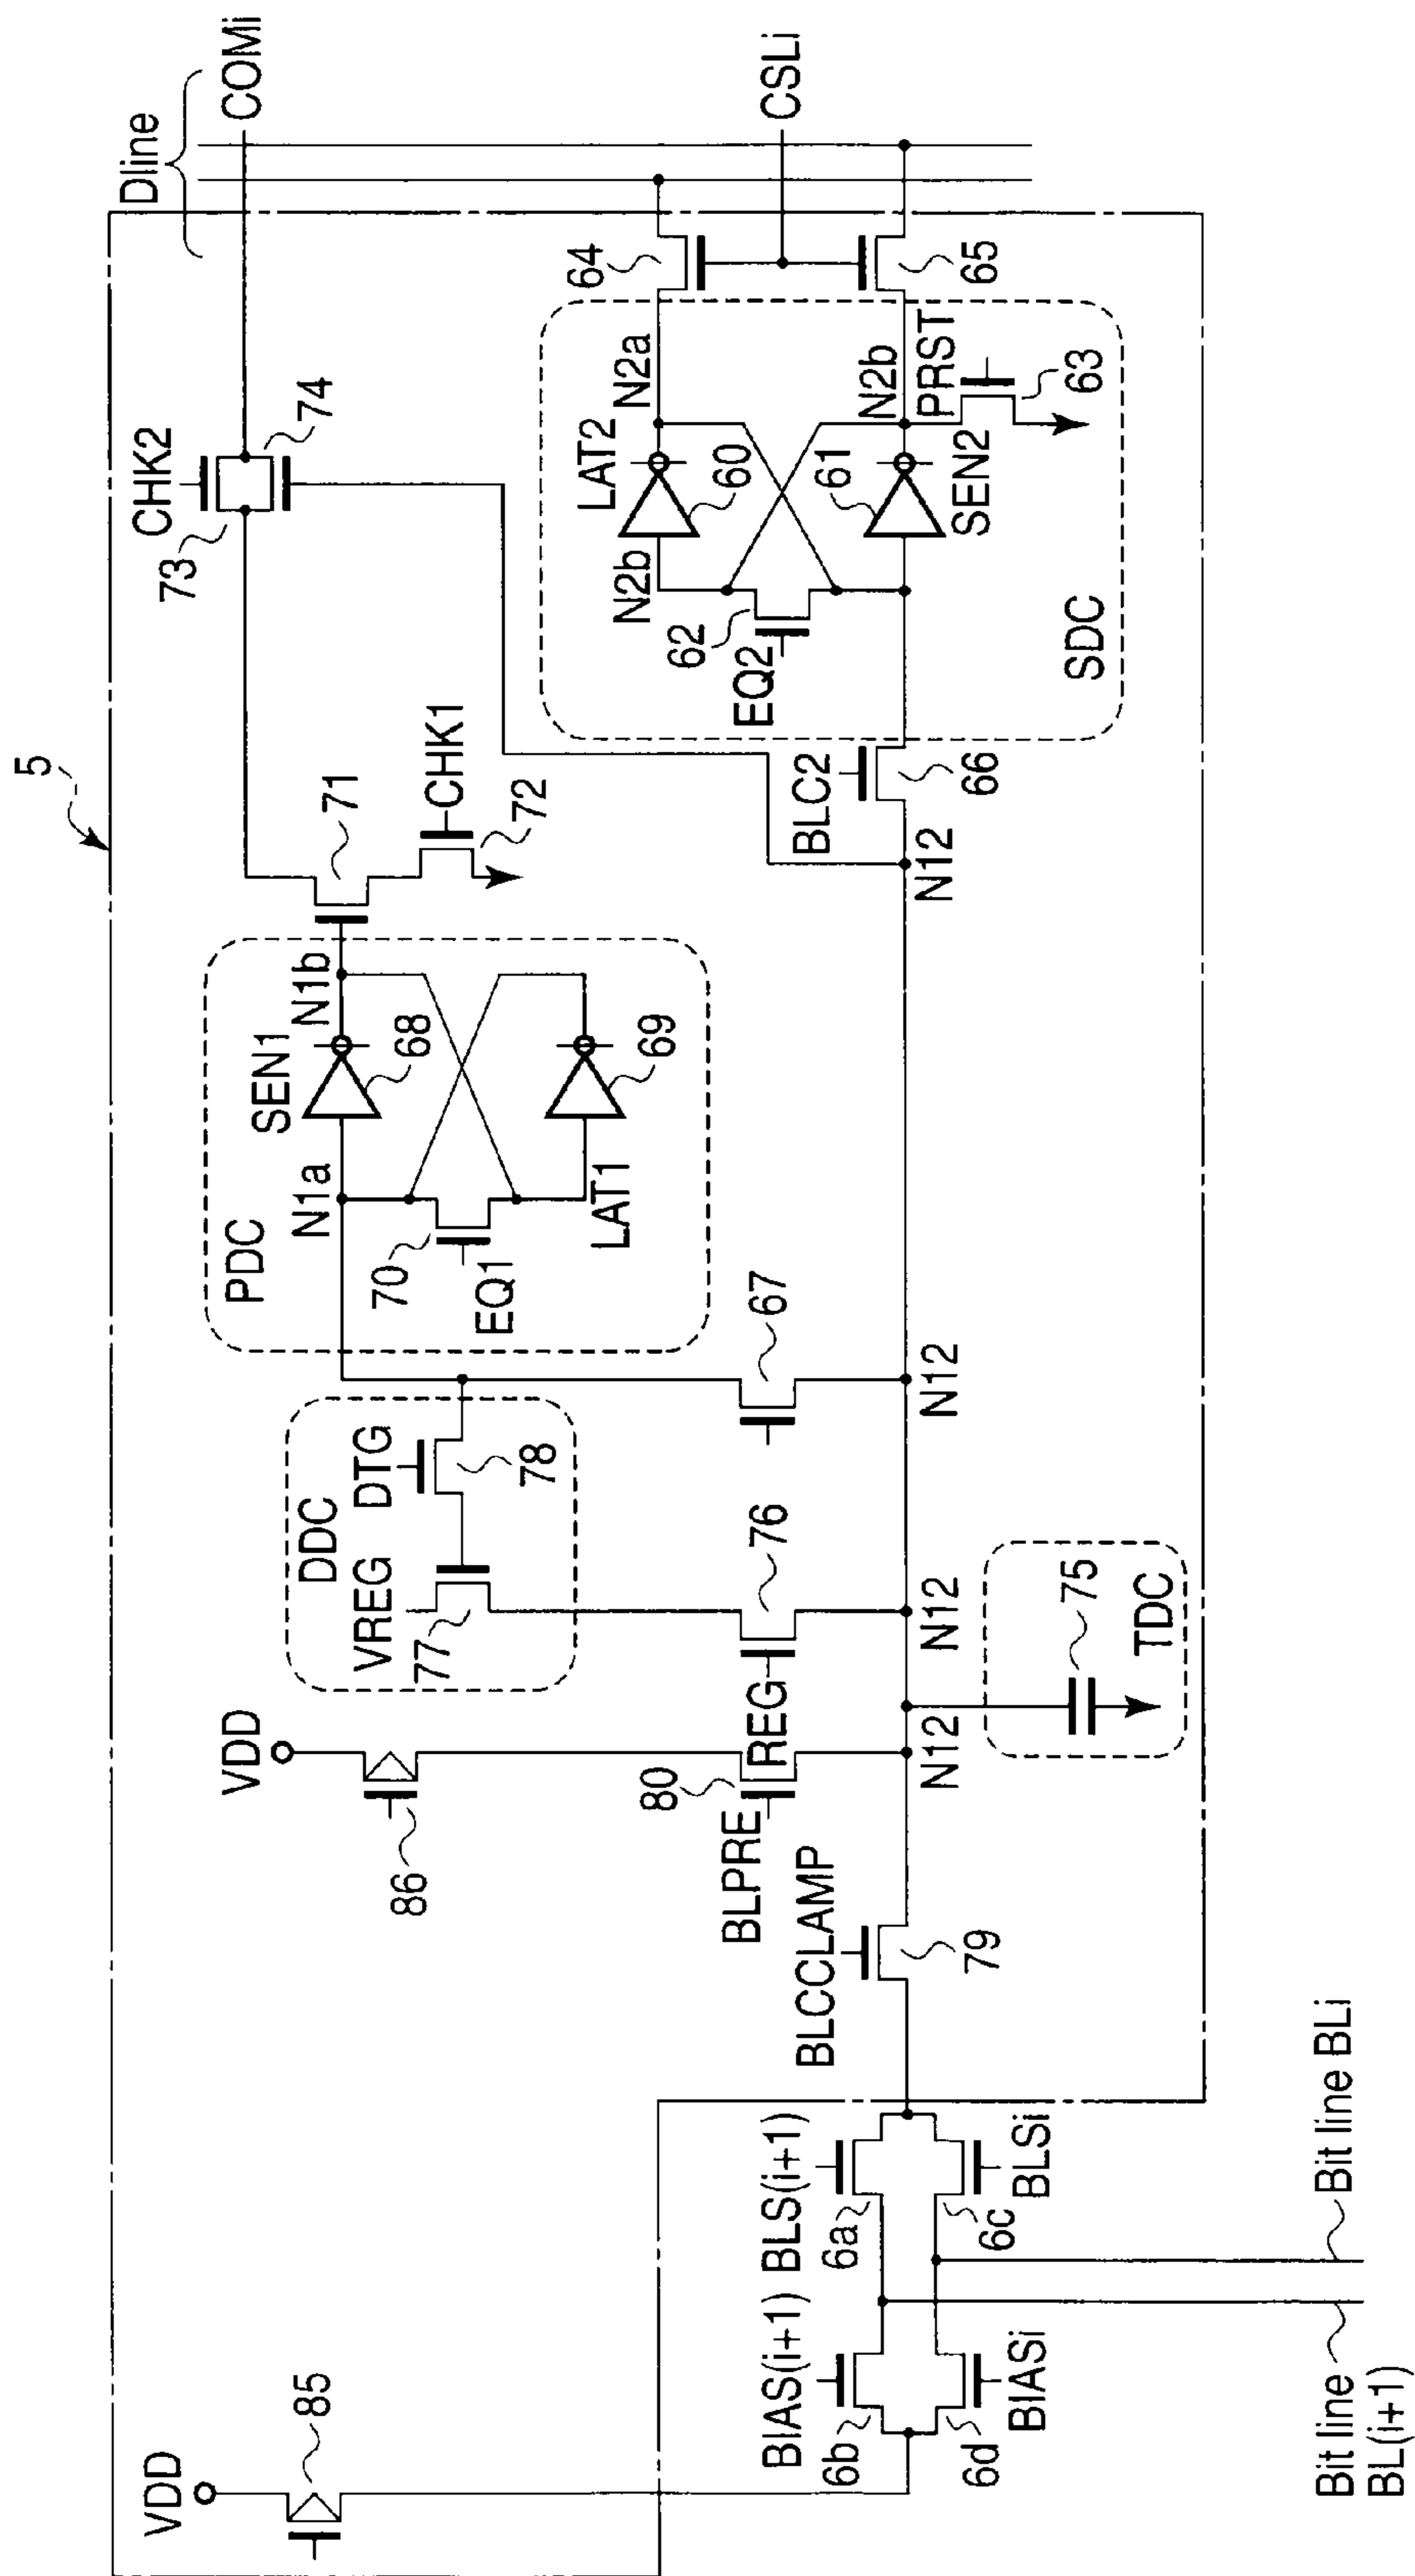 5
Dline
COMi
CSLi
CHK2
73
74
64
65
71
CHK1
72
N2a
LAT2
60
N2b
62
EQ2
61
N2b
PRST
63
SEN2
SDC
BLC2
66
N12
PDC
SEN1
N1b
68
N1a
69
LAT1
70
EQ1
67
N12
DDC
VREG
DTG
77
78
76
REG
N12
75
TDC
VDD
86
80
BLPRE
N12
BLCCLAMP
79
VDD
85
BIAS(i+1)
BLS(i+1)
6b
6a
6d
6c
BIASi
BLSi
Bit line
BL(i+1)
Bit line BLi